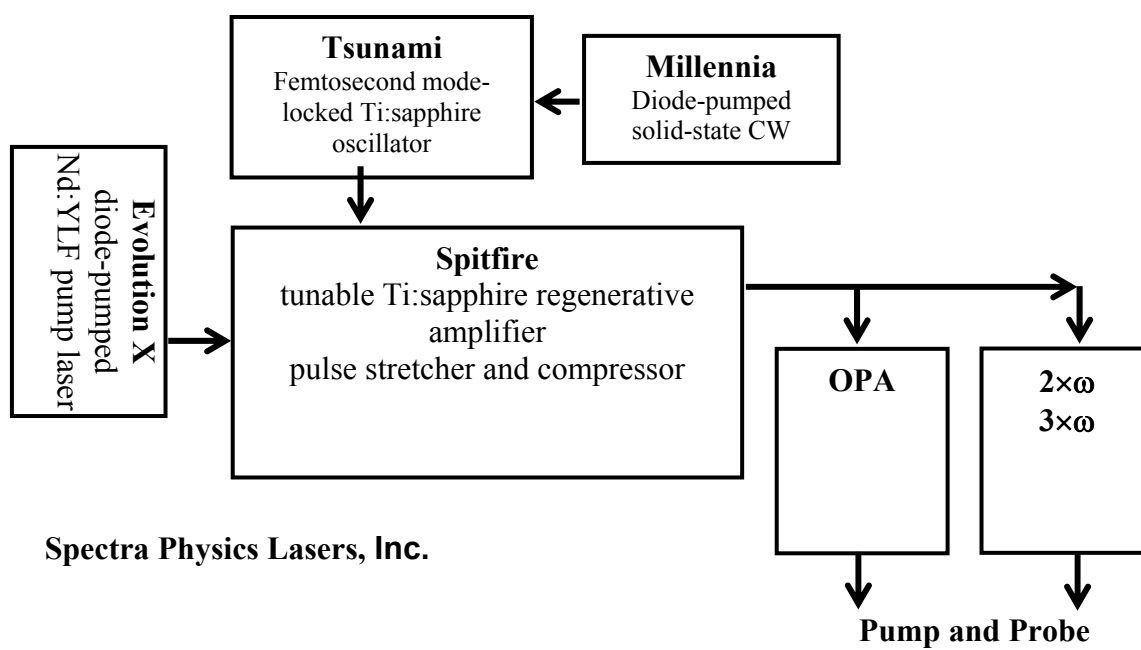 Tsunami
Femtosecond mode-
locked Ti:sapphire
oscillator
Millennia
Diode-pumped
solid-state CW
Evolution X
diode-pumped
Nd:YLF pump laser
Spitfire
tunable Ti:sapphire regenerative
amplifier
pulse stretcher and compressor
OPA
2×ω
3×ω
Spectra Physics Lasers, Inc.
Pump and Probe